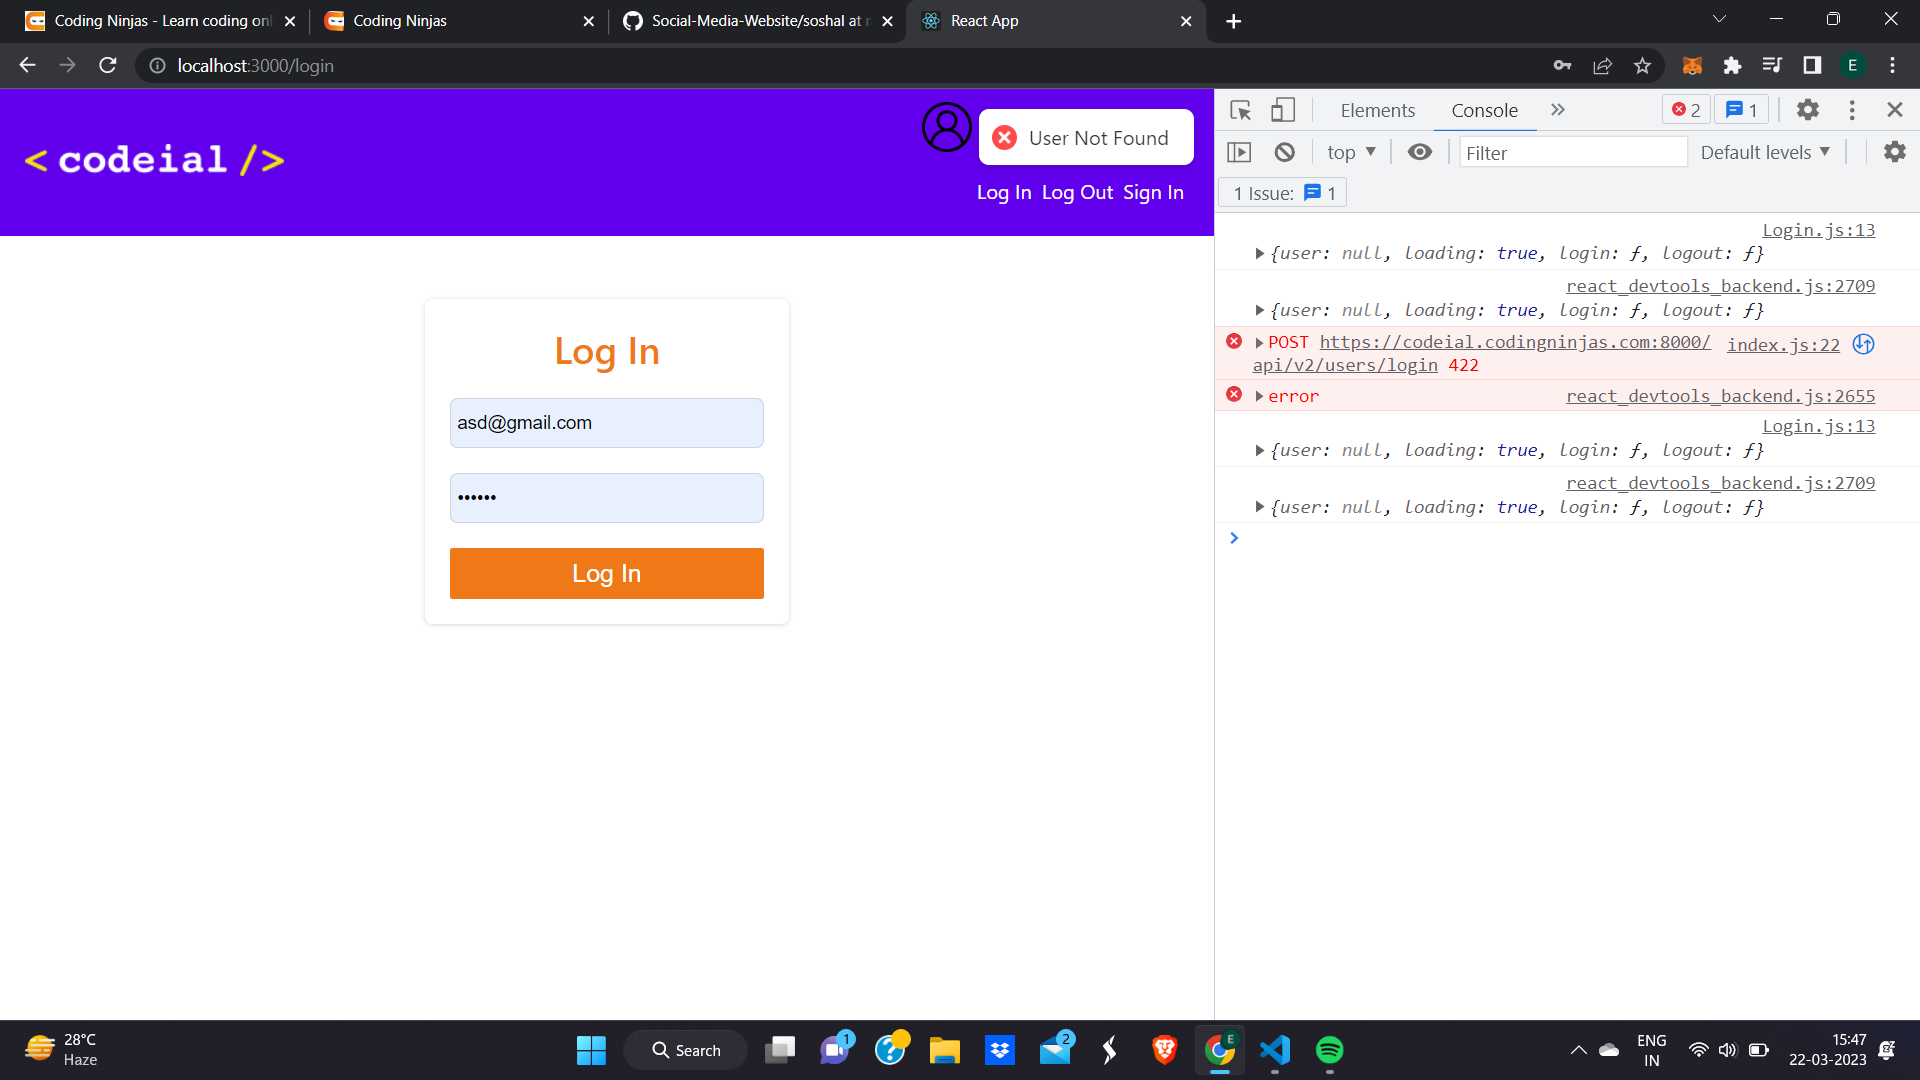 Coding Ninjas - Learn coding onl
Coding Ninjas
Social-Media-Website/soshal at
React App
localhost:3000/login
E
< codeial />
User Not Found
Log In Log Out Sign In
Log In
asd@gmail.com
••••••
Log In
Elements Console
2
1
top
Filter
Default levels
1 Issue: 1
Login.js:13
{user: null, loading: true, login: ƒ, logout: ƒ}
react_devtools_backend.js:2709
{user: null, loading: true, login: ƒ, logout: ƒ}
POST https://codeial.codingninjas.com:8000/ index.js:22
api/v2/users/login 422
error react_devtools_backend.js:2655
Login.js:13
{user: null, loading: true, login: ƒ, logout: ƒ}
react_devtools_backend.js:2709
{user: null, loading: true, login: ƒ, logout: ƒ}
28°C
Haze
Search
1
2
E
ENG
IN
15:47
22-03-2023